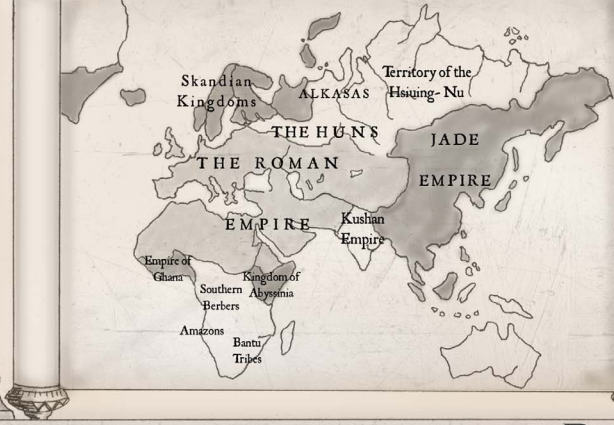 Skandian
Kingdoms
ALKASAS
Territory of the
Hsiung-Nu
THE HUNS
JADE
THE ROMAN
EMPIRE
EMPIRE
Kushan
Empire
Empire of
Ghana
Kingdom of
Abyssinia
Southern
Berbers
Amazons
Bantu
Tribes